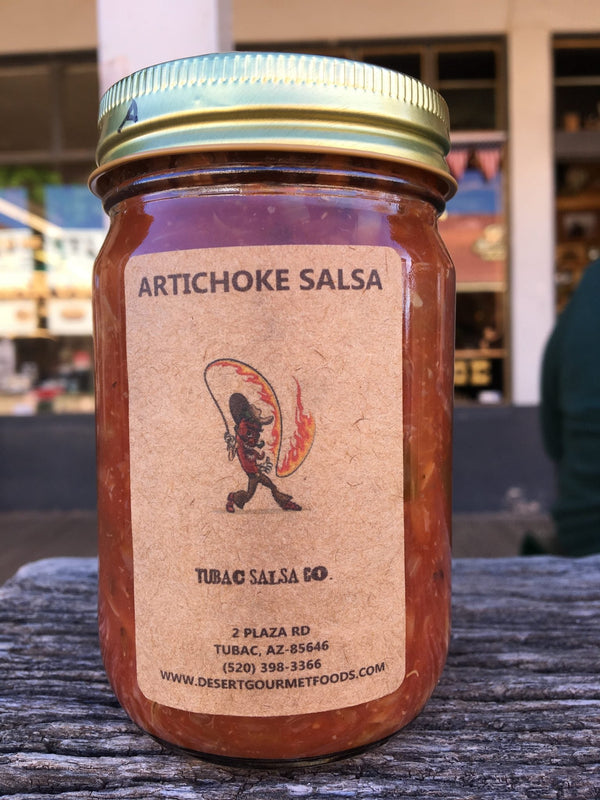 A
ARTICHOKE SALSA
TUBAC SALSA CO.
2 PLAZA RD
TUBAC, AZ-85646
(520) 398-3366
WWW.DESERTGOURMETFOODS.COM